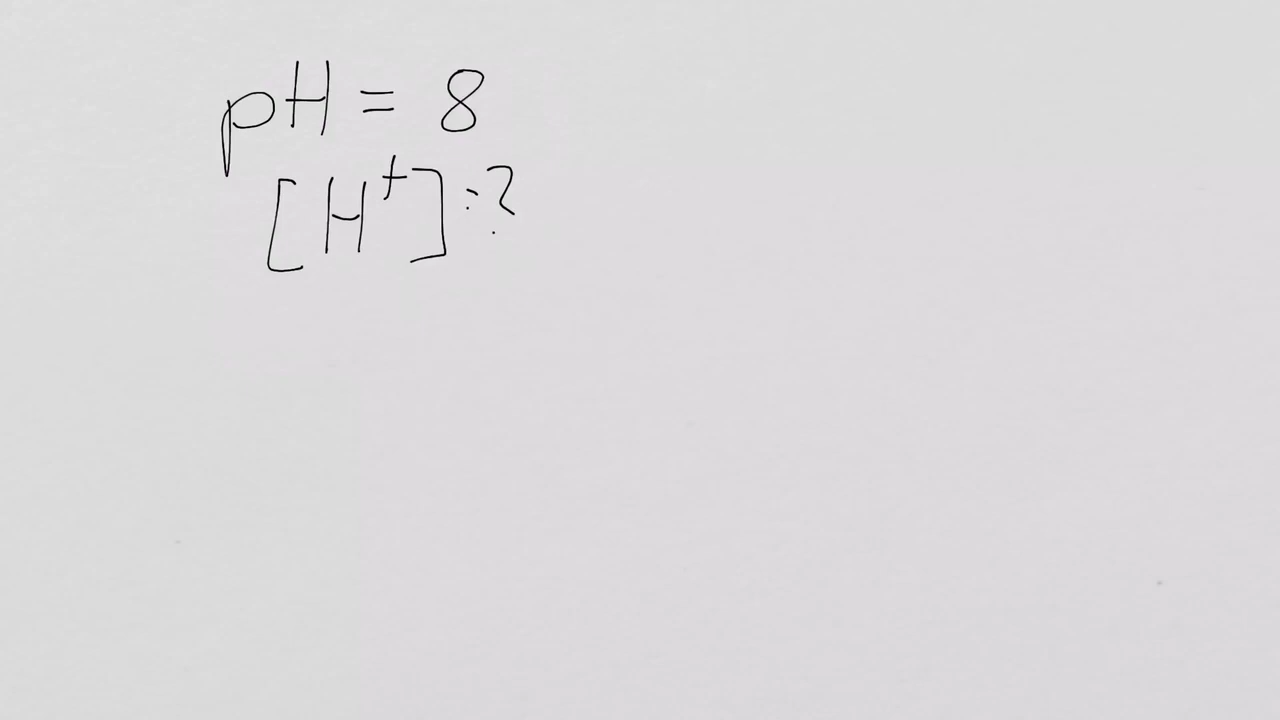 pH = 8
[H⁺] = ?